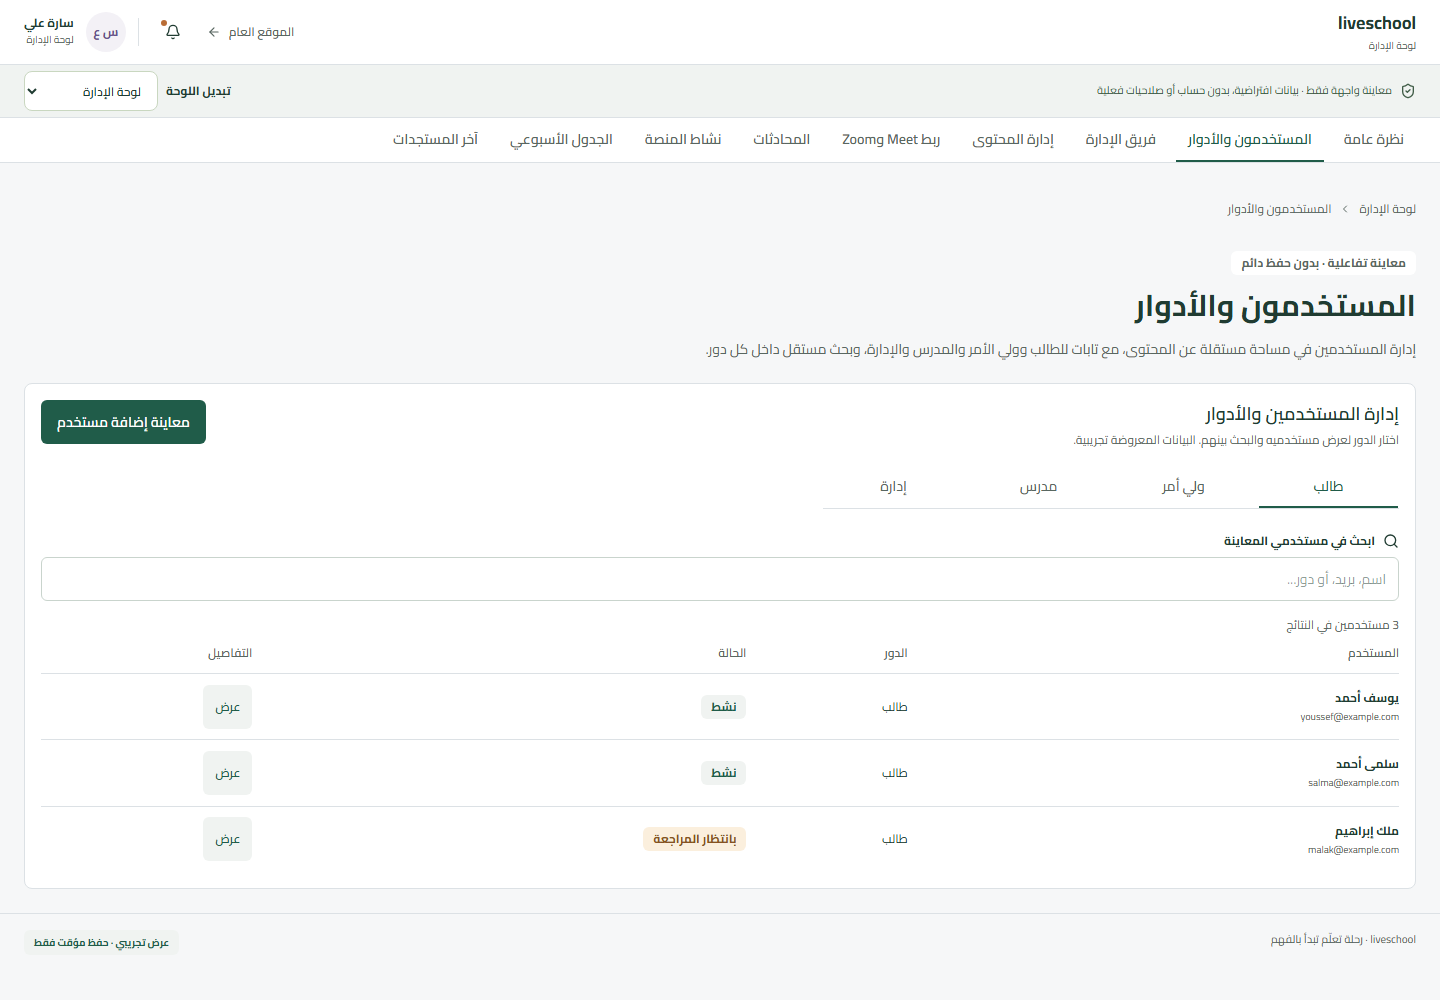 liveschool
لوحة الإدارة
الموقع العام
س ع
سارة علي
لوحة الإدارة
معاينة واجهة فقط · بيانات افتراضية، بدون حساب أو صلاحيات فعلية
تبديل اللوحة
لوحة الإدارة
نظرة عامة
المستخدمون والأدوار
فريق الإدارة
إدارة المحتوى
ربط Zoomg Meet
المحادثات
نشاط المنصة
الجدول الأسبوعي
آخر المستجدات
لوحة الإدارة
المستخدمون والأدوار
معاينة تفاعلية · بدون حفظ دائم
المستخدمون والأدوار
إدارة المستخدمين في مساحة مستقلة عن المحتوى، مع تابات للطالب وولي الأمر والمدرس والإدارة، وبحث مستقل داخل كل دور.
إدارة المستخدمين والأدوار
اختار الدور لعرض مستخدميه والبحث بينهم. البيانات المعروضة تجريبية.
معاينة إضافة مستخدم
طالب
ولي أمر
مدرس
إدارة
ابحث في مستخدمي المعاينة
اسم، بريد، أو دور...
3 مستخدمين في النتائج
المستخدم الدور الحالة التفاصيل
يوسف أحمد
youssef@example.com
طالب
نشط
عرض
سلمى أحمد
salma@example.com
طالب
نشط
عرض
ملك إبراهيم
malak@example.com
طالب
بانتظار المراجعة
عرض
liveschool · رحلة تعلّم تبدأ بالفهم
عرض تجريبي · حفظ مؤقت فقط